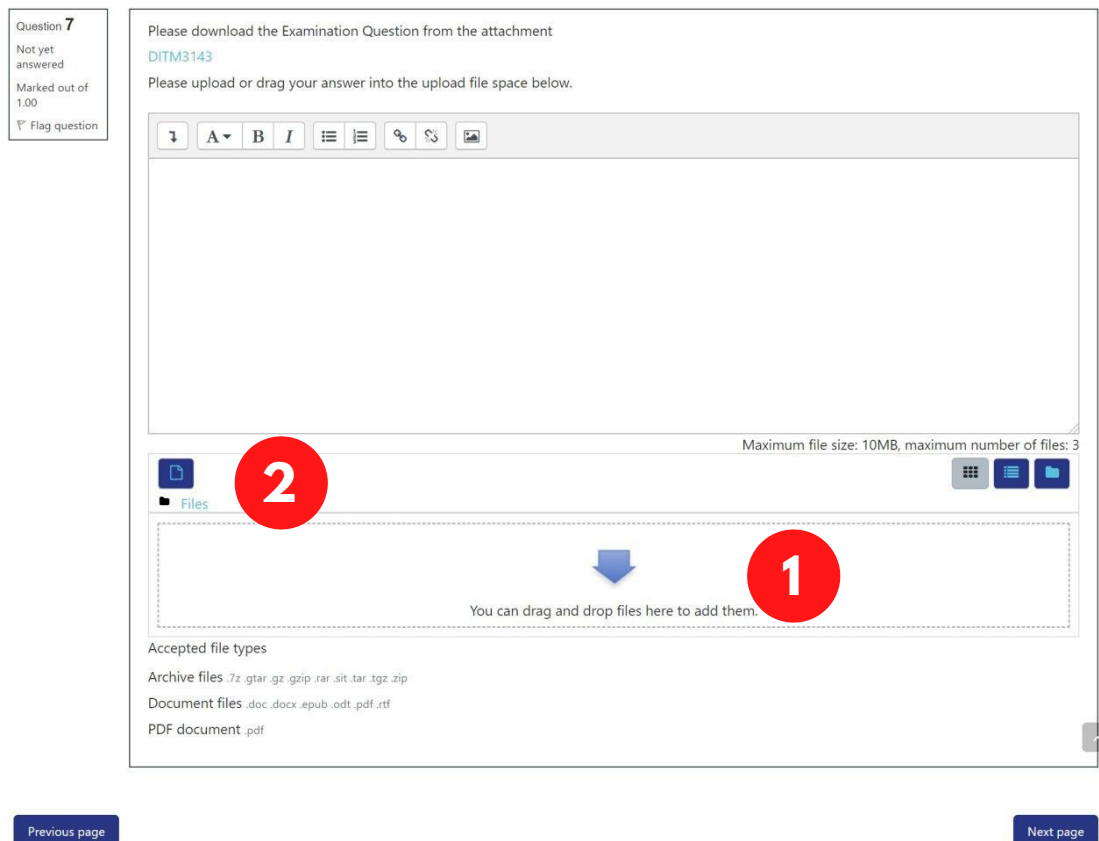 Question 7
Not yet
answered
Marked out of
1.00
Flag question
Please download the Examination Question from the attachment
DITM3143
Please upload or drag your answer into the upload file space below.
A B I
Maximum file size: 10MB, maximum number of files: 3
2
Files
1
You can drag and drop files here to add them.
Accepted file types
Archive files .7z .gtar .gz .gzip .rar .sit .tar .tgz .zip
Document files .doc .docx .epub .odt .pdf .rtf
PDF document .pdf
Previous page
Next page